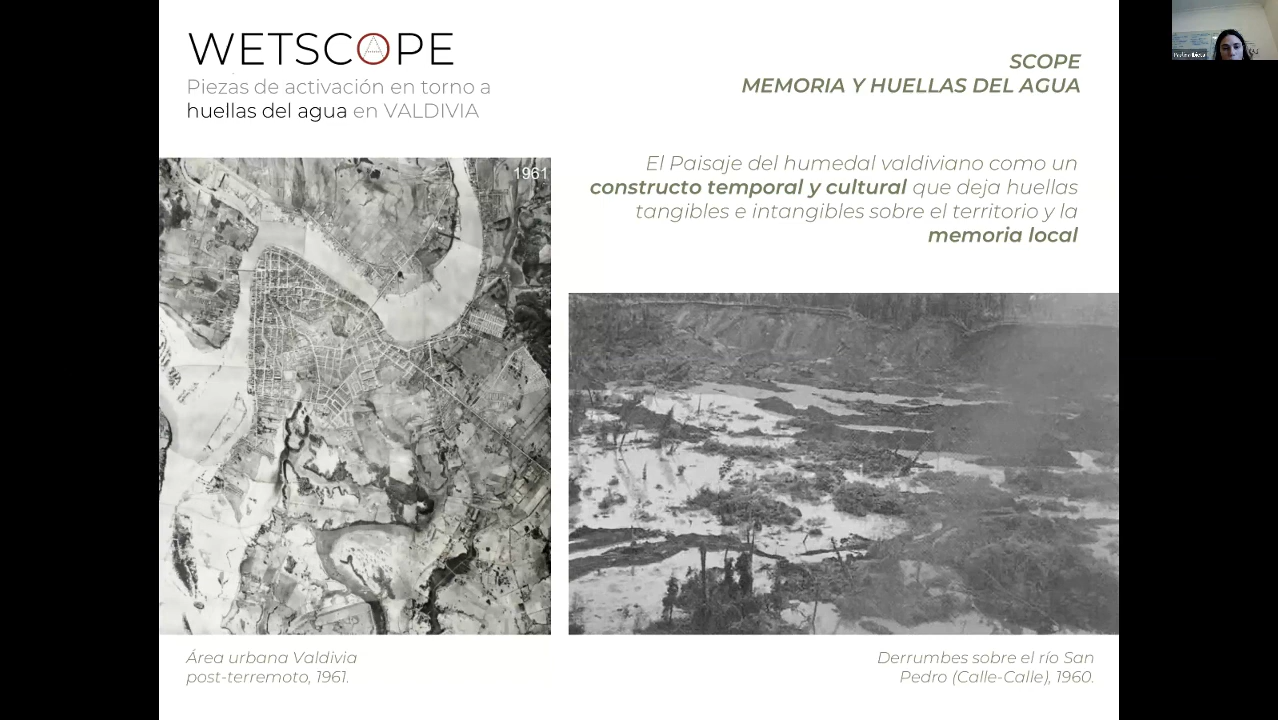 WETSCOPE
Piezas de activación en torno a
huellas del agua en VALDIVIA
SCOPE
MEMORIA Y HUELLAS DEL AGUA
El Paisaje del humedal valdiviano como un
constructo temporal y cultural que deja huellas
tangibles e intangibles sobre el territorio y la
memoria local
1961
Área urbana Valdivia
post-terremoto, 1961.
Derrumbes sobre el río San
Pedro (Calle-Calle), 1960.